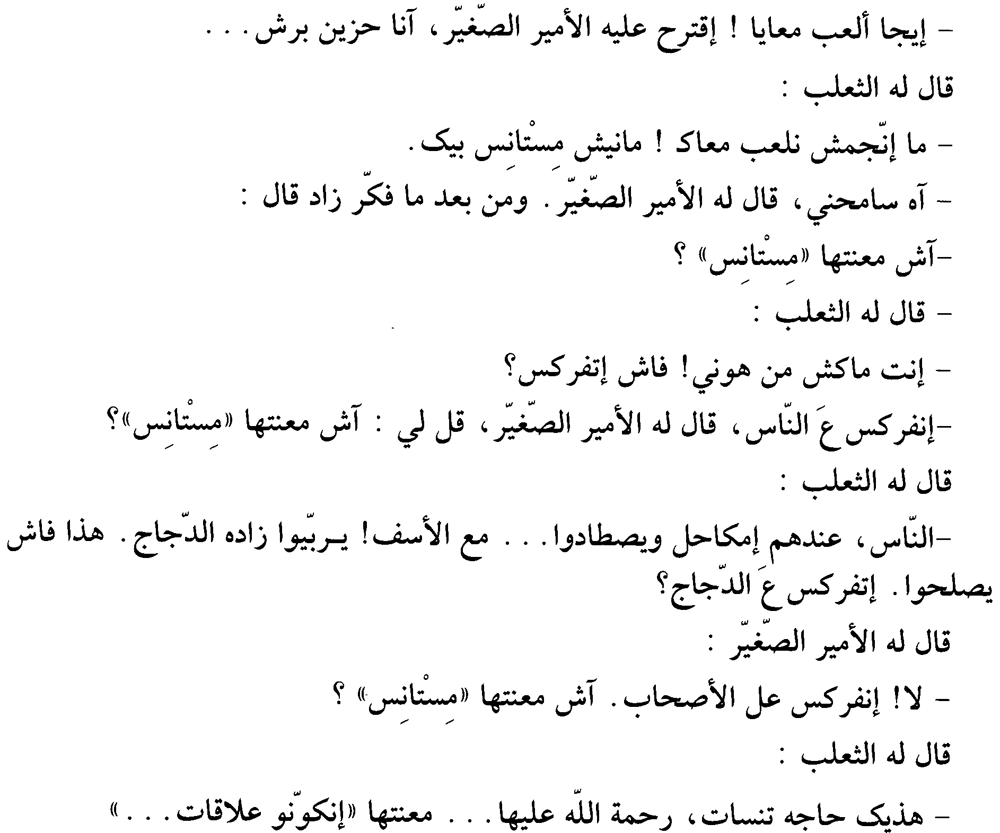 – إيجا ألعب معايا ! إقترح عليه الأمير الصّغيّر، آنا حزين برش...
قال له الثعلب :
– ما إنّجمش نلعب معاك ! مانيش مِستْانِس بيك.
– آه سامحني، قال له الأمير الصّغيّر. ومن بعد ما فكّر زاد قال :
–آش معنتها «مِستْانِس» ؟
– قال له الثعلب :
– إنت ماكش من هوني! فاش إتفركس؟
–إنفركس عَ النّاس، قال له الأمير الصّغيّر، قل لي : آش معنتها «مِستْانِس»؟
قال له الثعلب :
–النّاس، عندهم إمكاحل ويصطادوا... مع الأسف! يـربّيوا زاده الدّجاج. هذا فاش
يصلحوا. إتفركس عَ الدّجاج؟
قال له الأمير الصّغيّر :
– لا! إنفركس عل الأصحاب. آش معنتها «مِستْانِس» ؟
قال له الثعلب :
– هذيك حاجه تنسات، رحمة اللّه عليها... معنتها «إنكوّنو علاقات...»